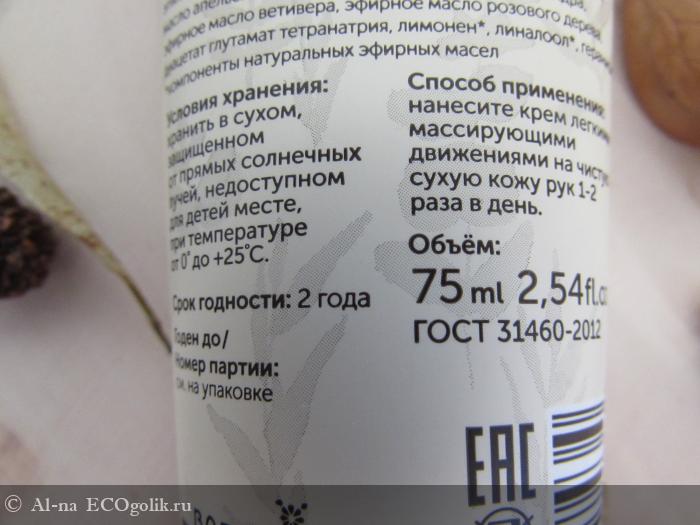 масло апельс
эфирное масло ветивера, эфирное масло розового дерева,
глутамат тетранатрия, лимонен*, линалоол*, герани
*компоненты натуральных эфирных масел
Условия хранения:
хранить в сухом,
защищенном
от прямых солнечных
лучей, недоступном
для детей месте,
при температуре
от 0° до +25°С.
Срок годности: 2 года
Годен до/
Номер партии:
см. на упаковке
Способ применения:
нанесите крем легкими
массирующими
движениями на чистую
сухую кожу рук 1-2
раза в день.
Объём:
75 ml 2,54fl.oz
ГОСТ 31460-2012
EAC
© Al-na ECOgolik.ru